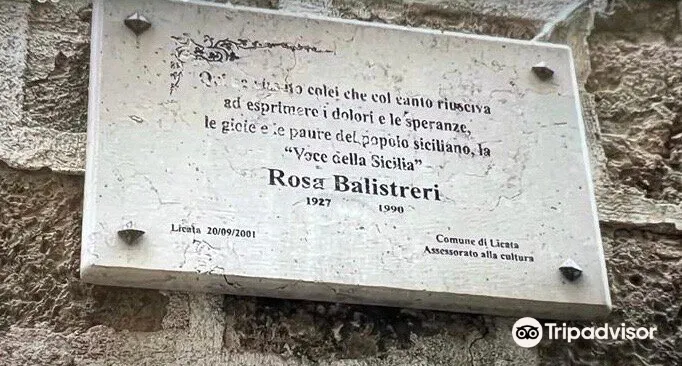 colei che col canto riusciva
ad esprimere i dolori e le speranze,
le gioie e le paure del popolo siciliano, la
“Voce della Sicilia”
Rosa Balistreri
1927 1990
Licata 20/09/2001
Comune di Licata
Assessorato alla cultura
Tripadvisor